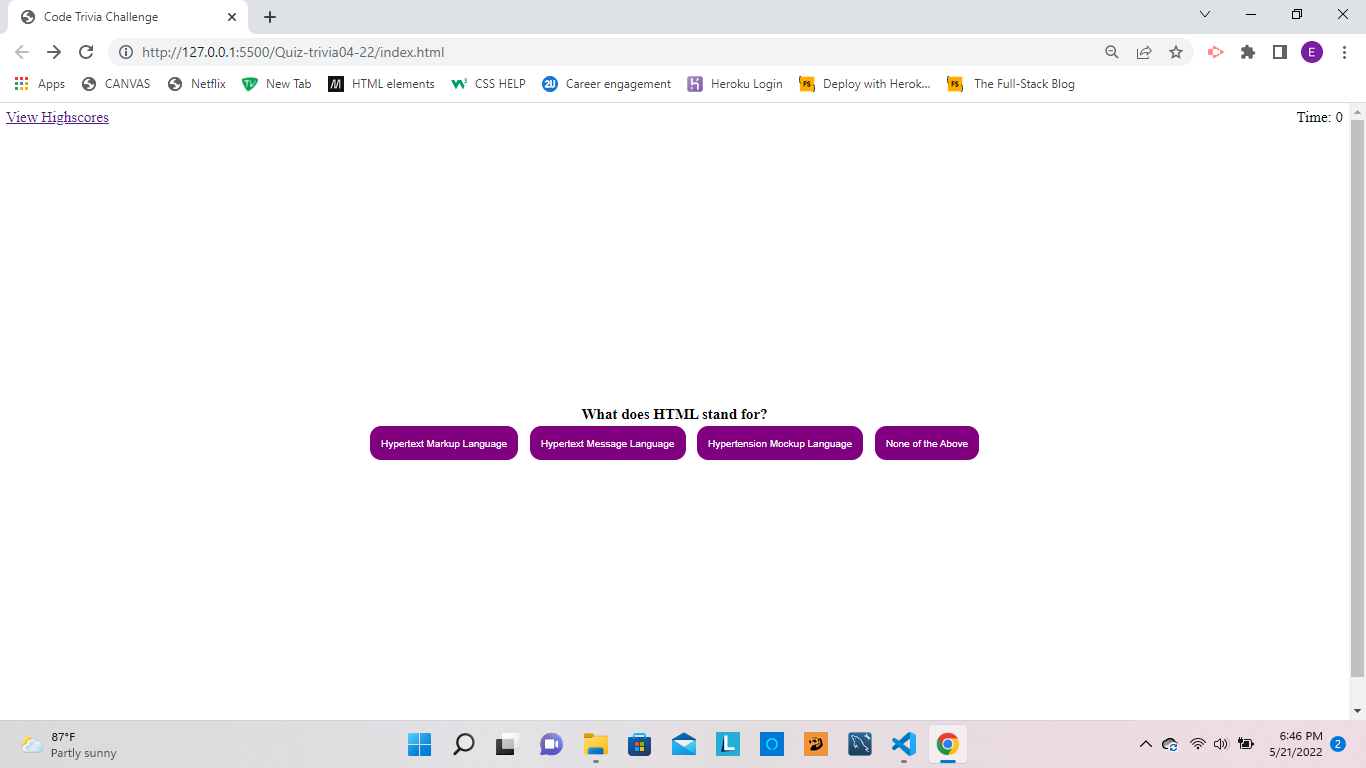 Code Trivia Challenge
http://127.0.0.1:5500/Quiz-trivia04-22/index.html
E
Apps CANVAS Netflix New Tab HTML elements CSS HELP Career engagement Heroku Login Deploy with Herok... The Full-Stack Blog
View Highscores
Time: 0
What does HTML stand for?
Hypertext Markup Language Hypertext Message Language Hypertension Mockup Language None of the Above
87°F
Partly sunny
6:46 PM
5/21/2022
2